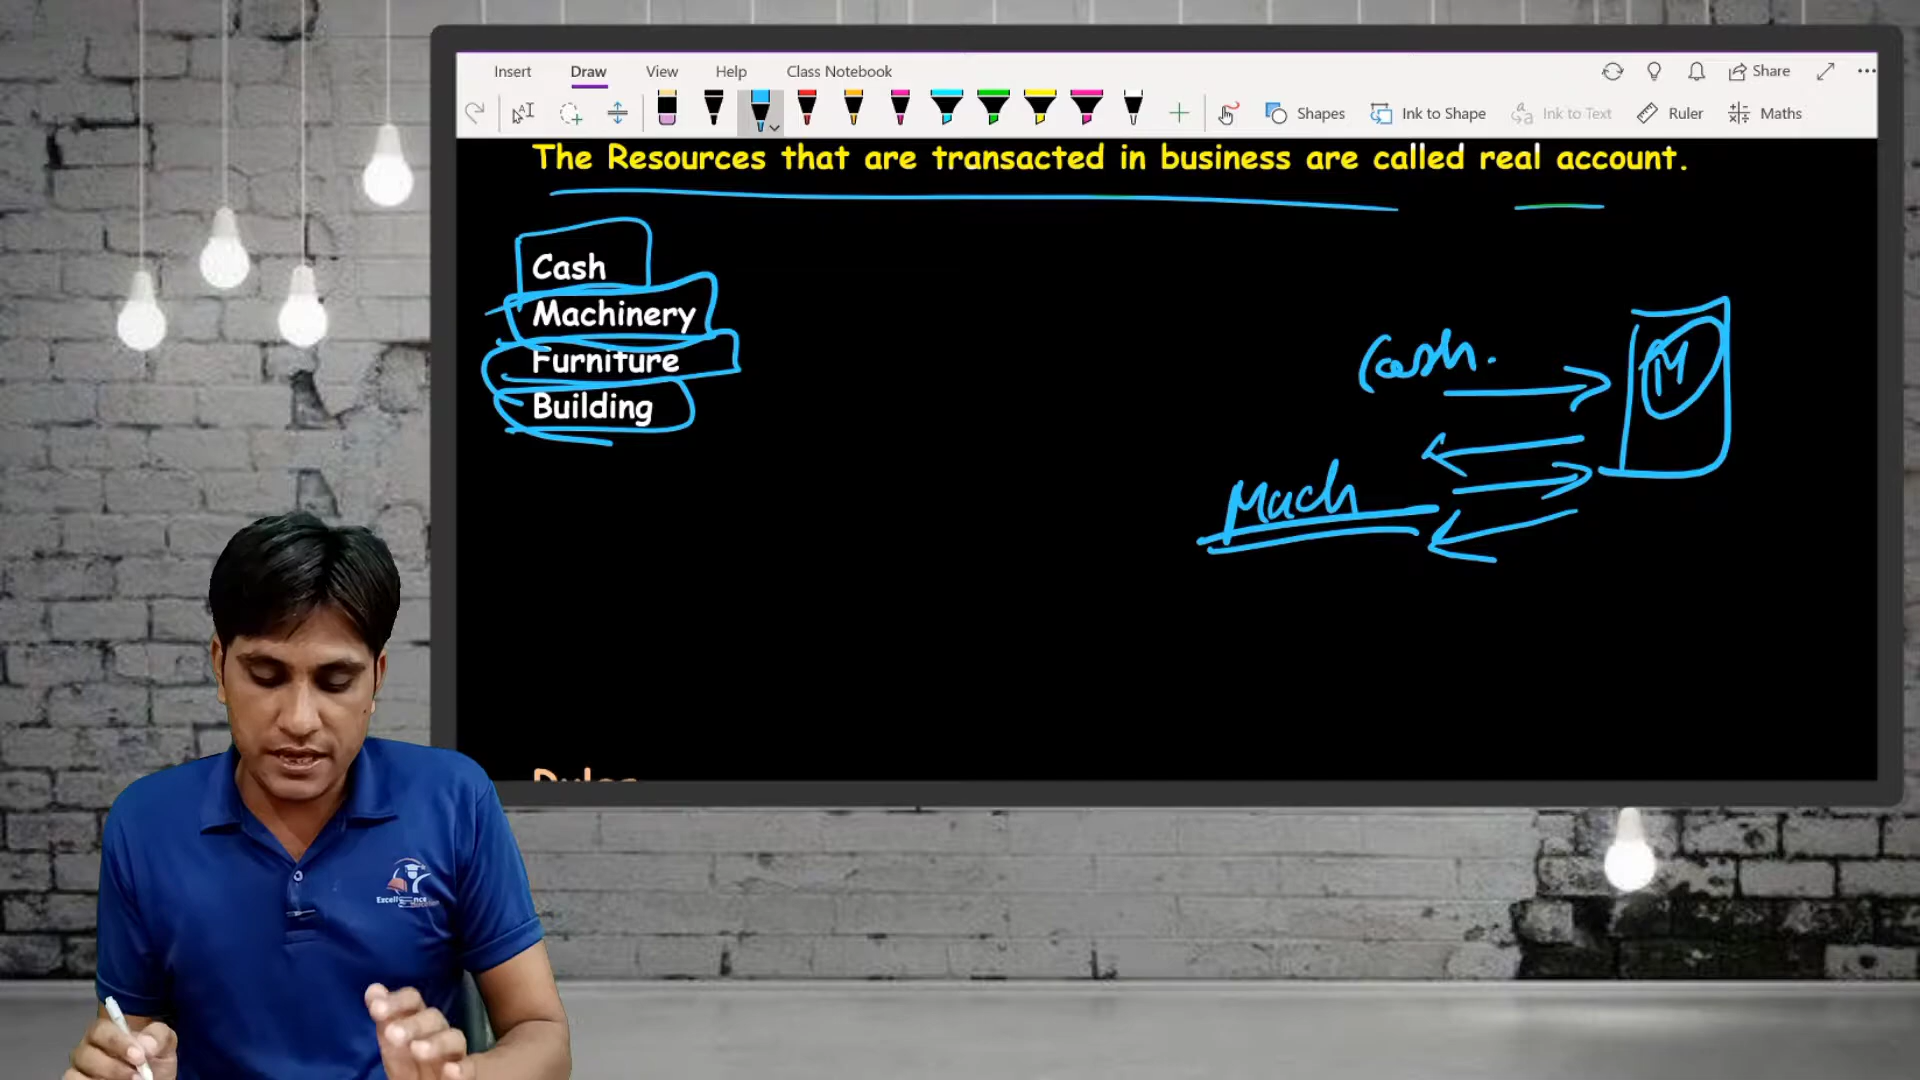 Insert Draw View Help Class Notebook Share
Shapes Ink to Shape Ink to Text Ruler Maths
The Resources that are transacted in business are called real account.
Cash
Machinery
Furniture
Building
Cash.
M
Mach
Rules